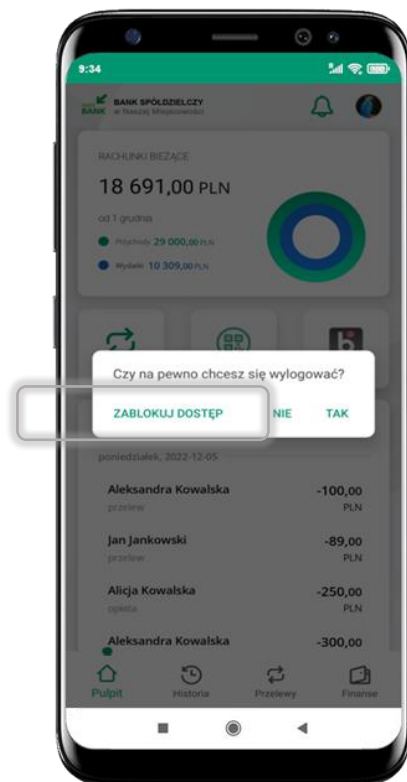 9:34
BANK SPÓŁDZIELCZY
BANK w Naszej Miejscowości
RACHUNKI BIEŻĄCE
18 691,00 PLN
od 1 grudnia
Przychody 29 000,00 PLN
Wydatki 10 309,00 PLN
Czy na pewno chcesz się wylogować?
ZABLOKUJ DOSTĘP NIE TAK
poniedziałek, 2022-12-05
Aleksandra Kowalska -100,00
przelew PLN
Jan Jankowski -89,00
przelew PLN
Alicja Kowalska -250,00
opłata PLN
Aleksandra Kowalska -300,00
Pulpit Historia Przelewy Finanse